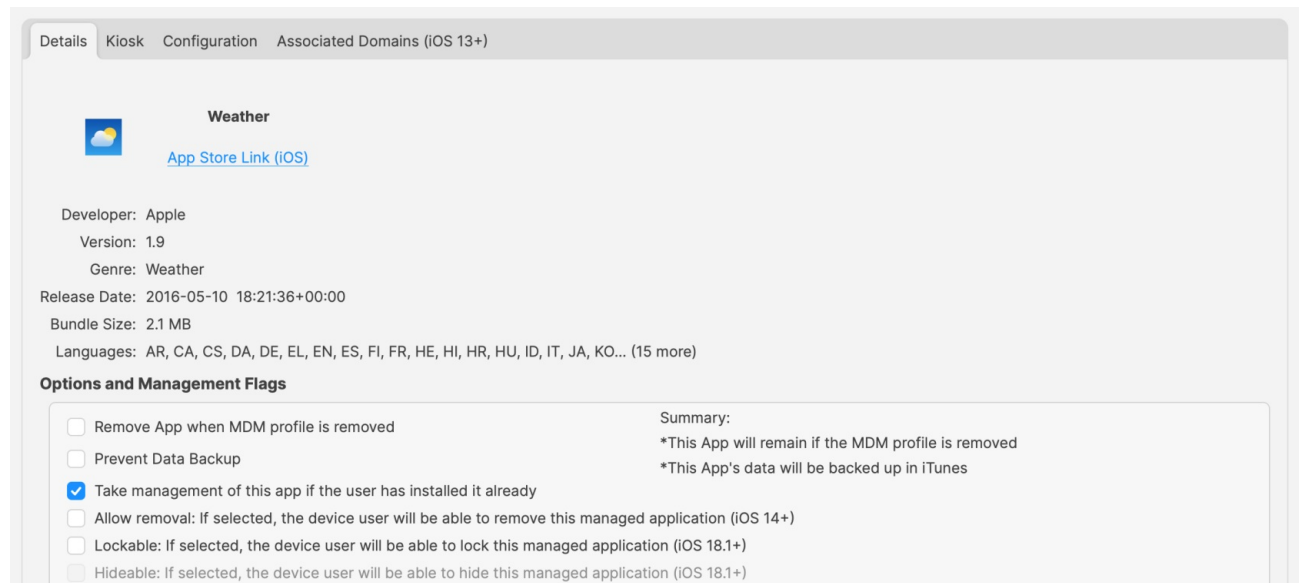 Details Kiosk Configuration Associated Domains (iOS 13+)
Weather
App Store Link (iOS)
Developer: Apple
Version: 1.9
Genre: Weather
Release Date: 2016-05-10 18:21:36+00:00
Bundle Size: 2.1 MB
Languages: AR, CA, CS, DA, DE, EL, EN, ES, FI, FR, HE, HI, HR, HU, ID, IT, JA, KO... (15 more)
Options and Management Flags
Remove App when MDM profile is removed
Prevent Data Backup
Take management of this app if the user has installed it already
Allow removal: If selected, the device user will be able to remove this managed application (iOS 14+)
Lockable: If selected, the device user will be able to lock this managed application (iOS 18.1+)
Hideable: If selected, the device user will be able to hide this managed application (iOS 18.1+)
Summary:
*This App will remain if the MDM profile is removed
*This App's data will be backed up in iTunes